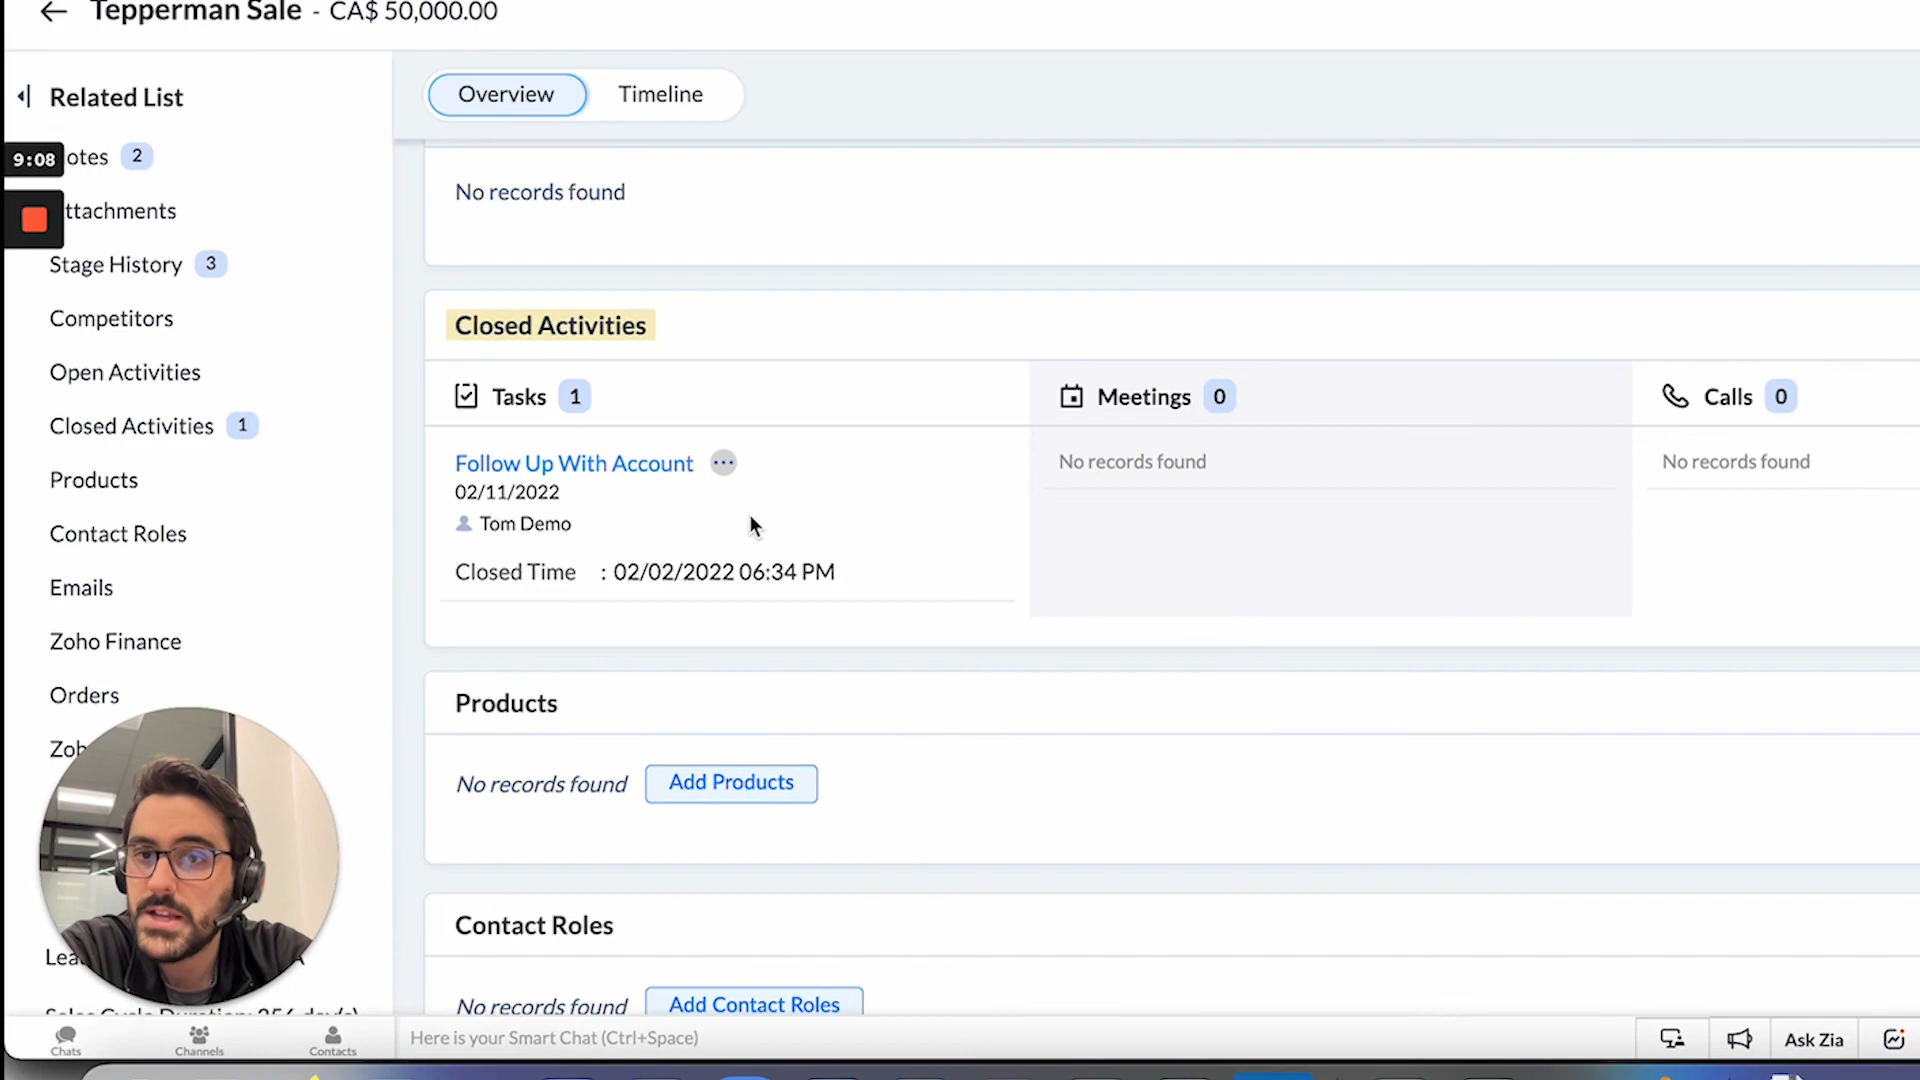 Tepperman Sale - CA$ 50,000.00
Related List
Overview
Timeline
9:08
otes 2
ttachments
Stage History 3
Competitors
Open Activities
Closed Activities 1
Products
Contact Roles
Emails
Zoho Finance
Orders
Zoh
Lea
A
Chats
Channels
Contacts
No records found
Closed Activities
Tasks 1
Meetings 0
Calls 0
Follow Up With Account
02/11/2022
Tom Demo
Closed Time : 02/02/2022 06:34 PM
No records found
No records found
Products
No records found
Add Products
Contact Roles
No records found
Add Contact Roles
Here is your Smart Chat (Ctrl+Space)
Ask Zia